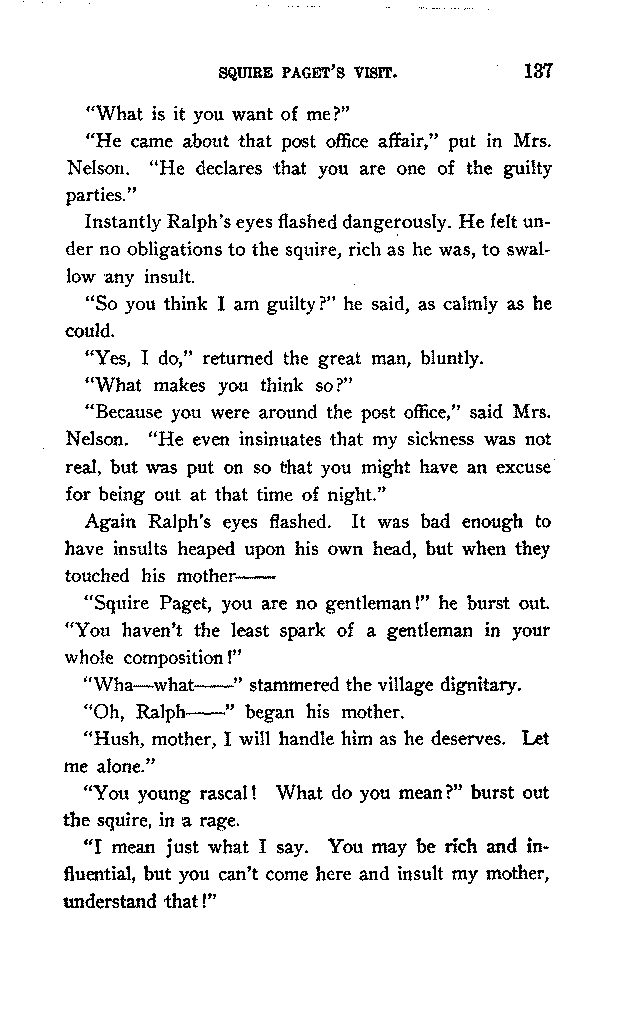 SQUIRE PAGET'S VISIT. 137
"What is it you want of me?"
"He came about that post office affair," put in Mrs.
Nelson. "He declares that you are one of the guilty
parties."
Instantly Ralph's eyes flashed dangerously. He felt un-
der no obligations to the squire, rich as he was, to swal-
low any insult.
"So you think I am guilty?" he said, as calmly as he
could.
"Yes, I do," returned the great man, bluntly.
"What makes you think so?"
"Because you were around the post office," said Mrs.
Nelson. "He even insinuates that my sickness was not
real, but was put on so that you might have an excuse
for being out at that time of night."
Again Ralph's eyes flashed. It was bad enough to
have insults heaped upon his own head, but when they
touched his mother——
"Squire Paget, you are no gentleman!" he burst out.
"You haven't the least spark of a gentleman in your
whole composition!"
"Wha—what——" stammered the village dignitary.
"Oh, Ralph——" began his mother.
"Hush, mother, I will handle him as he deserves. Let
me alone."
"You young rascal! What do you mean?" burst out
the squire, in a rage.
"I mean just what I say. You may be rich and in-
fluential, but you can't come here and insult my mother,
understand that!"